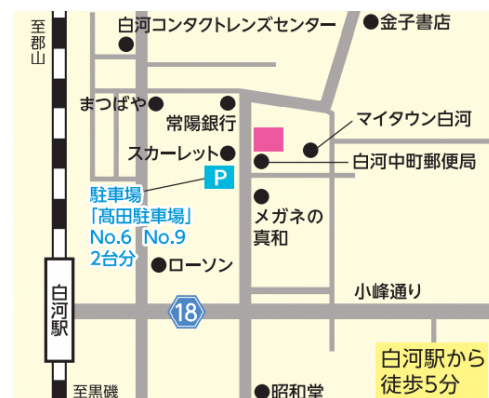 至郡山
白河コンタクトレンズセンター
金子書店
まつばや
常陽銀行
マイタウン白河
スカーレット
白河中町郵便局
P
駐車場
「髙田駐車場」
No.6 No.9
2台分
メガネの
真和
ローソン
小峰通り
18
白河駅
白河駅から
徒歩5分
至黒磯
昭和堂